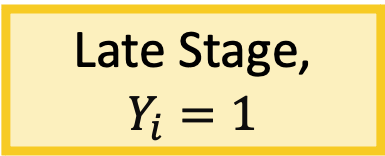 Late Stage,
Yᵢ = 1